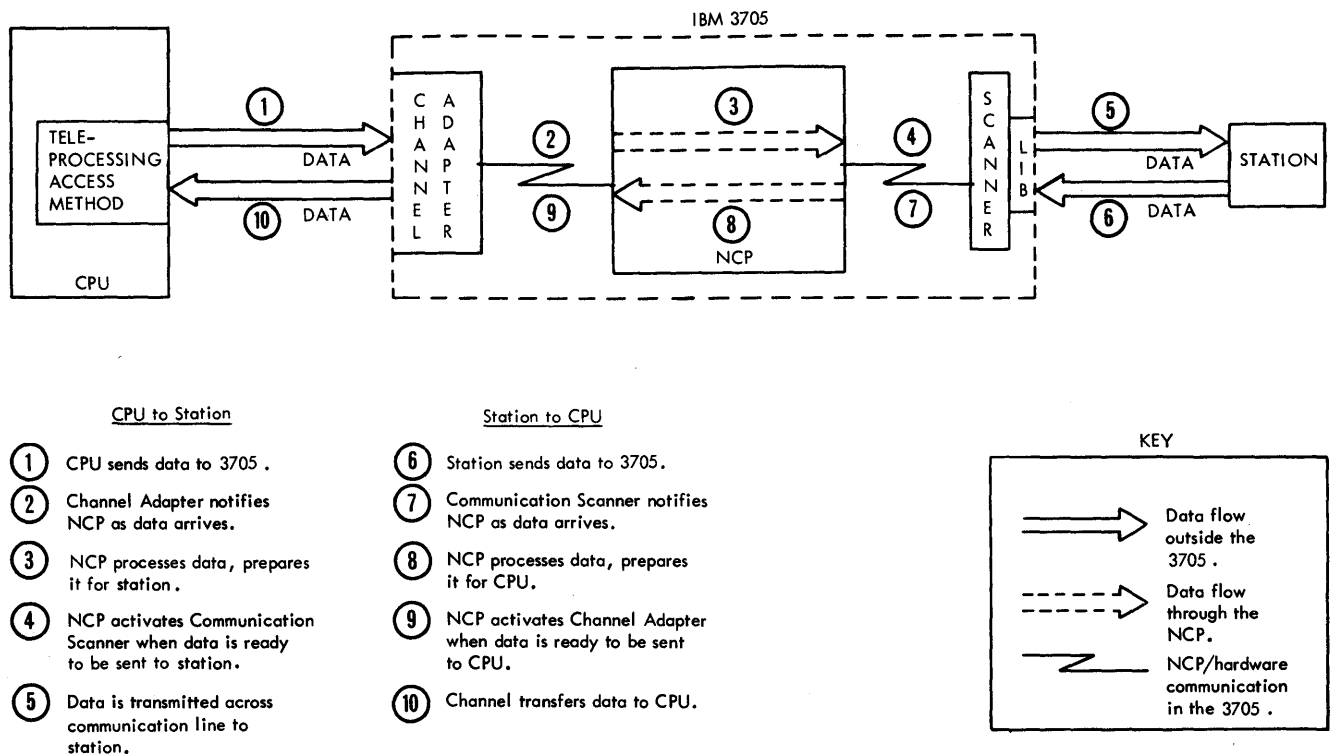 IBM 3705
TELE-
PROCESSING
ACCESS
METHOD
CPU
1
DATA
DATA
10
CHANNEL
ADAPTER
2
9
3
8
NCP
4
7
SCANNER
LIB
5
DATA
DATA
6
STATION
CPU to Station
1 CPU sends data to 3705 .
2 Channel Adapter notifies
NCP as data arrives.
3 NCP processes data, prepares
it for station .
4 NCP activates Communication
Scanner when data is ready
to be sent to station.
5 Data is transmitted across
communication line to
station.
Station to CPU
6 Station sends data to 3705.
7 Communication Scanner notifies
NCP as data arrives.
8 NCP processes data, prepares
it for CPU.
9 NCP activates Channel Adapter
when data is ready to be sent
to CPU.
10 Channel transfers data to CPU.
KEY
Data flow
outside the
3705 .
Data flow
through the
NCP.
NCP/hardware
communication
in the 3705 .